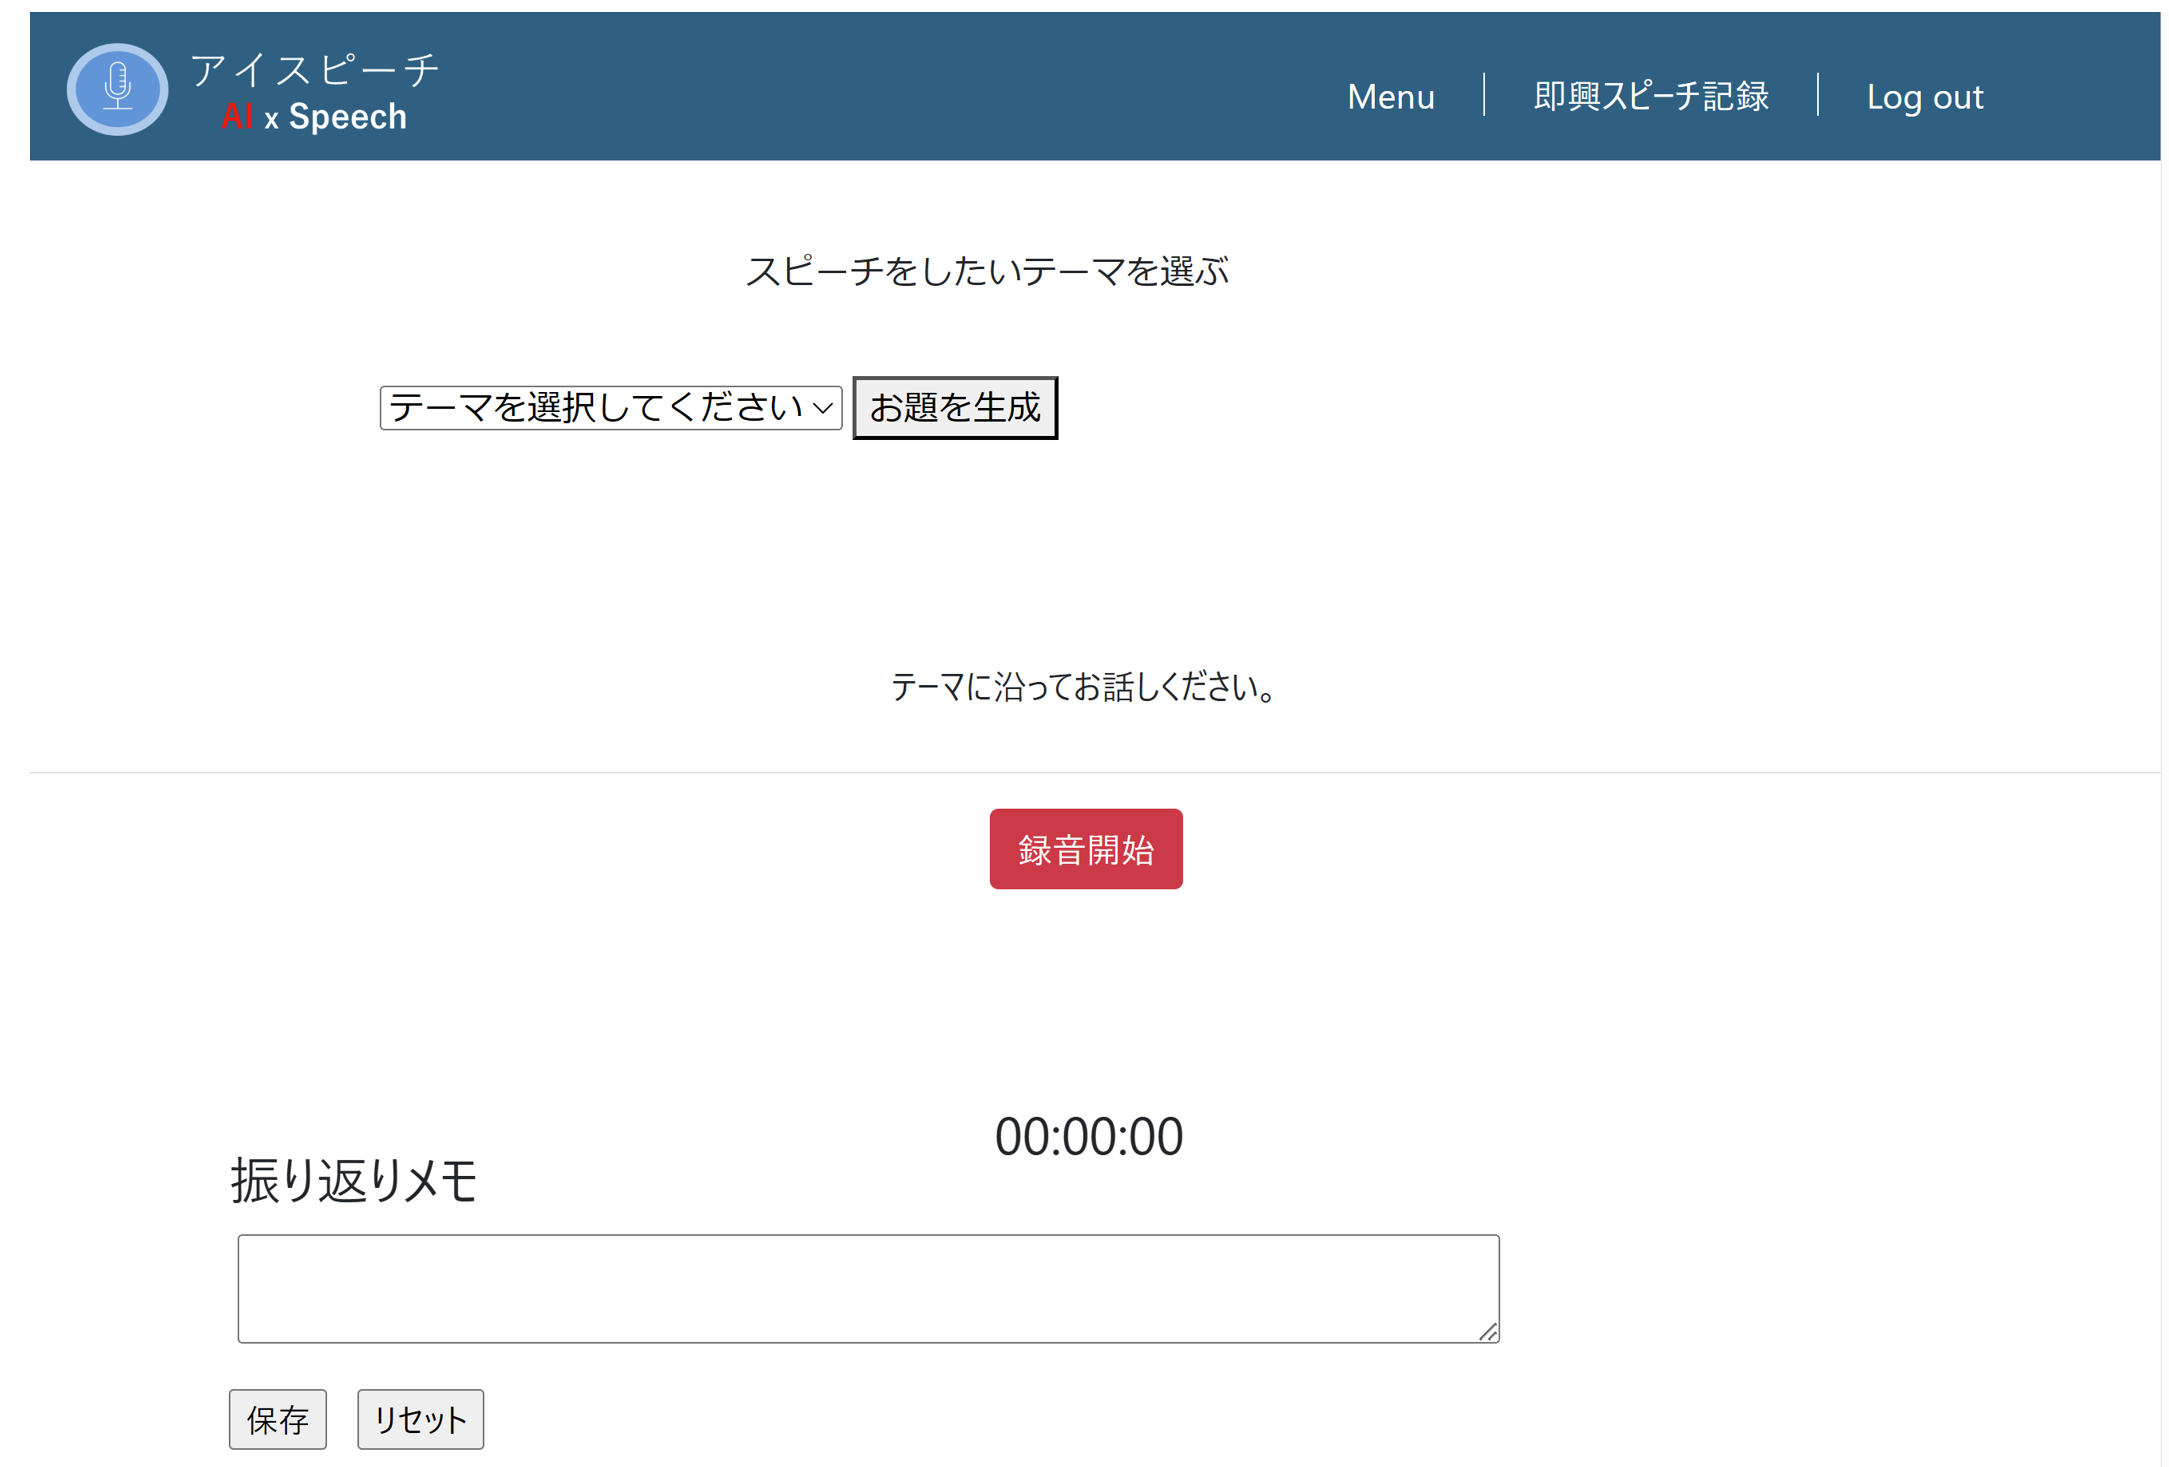 アイスピーチ
AI x Speech
Menu
即興スピーチ記録
Log out
スピーチをしたいテーマを選ぶ
テーマを選択してください
お題を生成
テーマに沿ってお話しください。
録音開始
00:00:00
振り返りメモ
保存
リセット